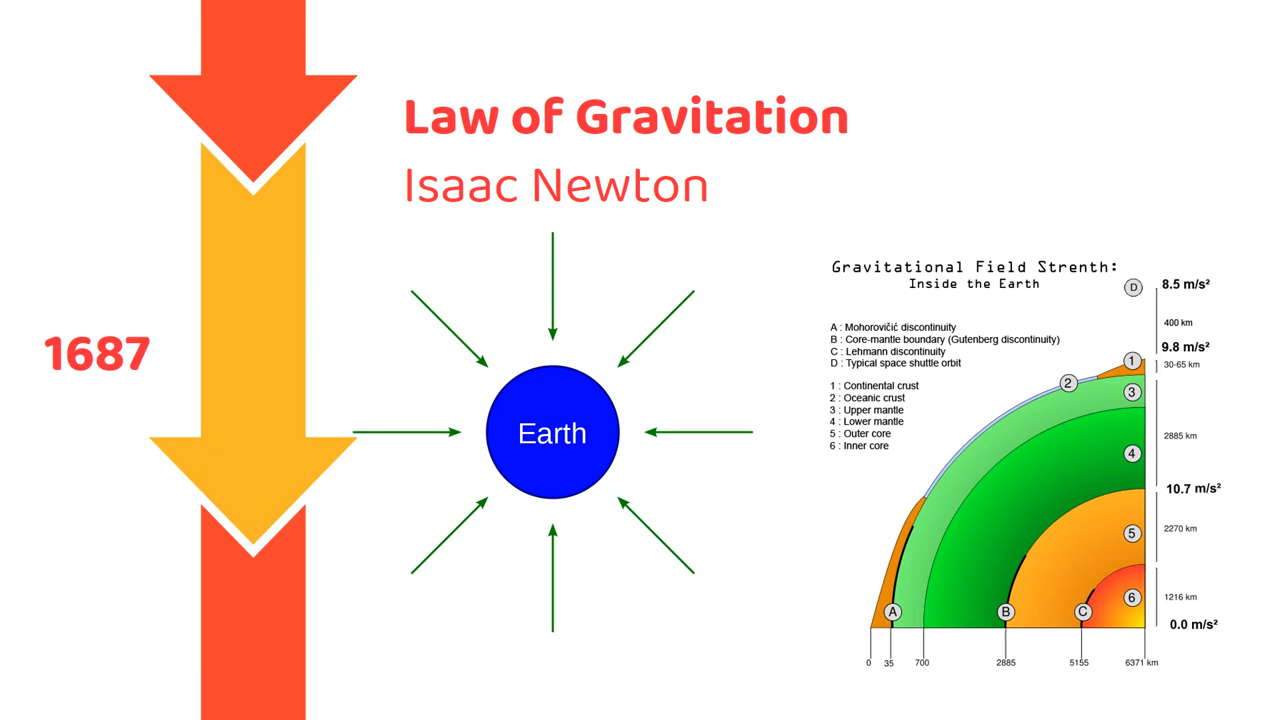 Law of Gravitation
Isaac Newton
1687
Earth
Gravitational Field Strenth:
Inside the Earth
A : Mohorovičić discontinuity
B : Core-mantle boundary (Gutenberg discontinuity)
C : Lehmann discontinuity
D : Typical space shuttle orbit
1 : Continental crust
2 : Oceanic crust
3 : Upper mantle
4 : Lower mantle
5 : Outer core
6 : Inner core
D
8.5 m/s²
400 km
9.8 m/s²
1
30-65 km
2
3
2885 km
4
10.7 m/s²
5
2270 km
6
1216 km
A
B
C
0.0 m/s²
0
35
700
2885
5155
6371 km